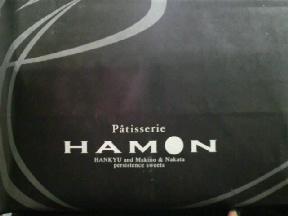 Pâtisserie
HAMON
HANKYU and Makino & Nakata
persistence sweets